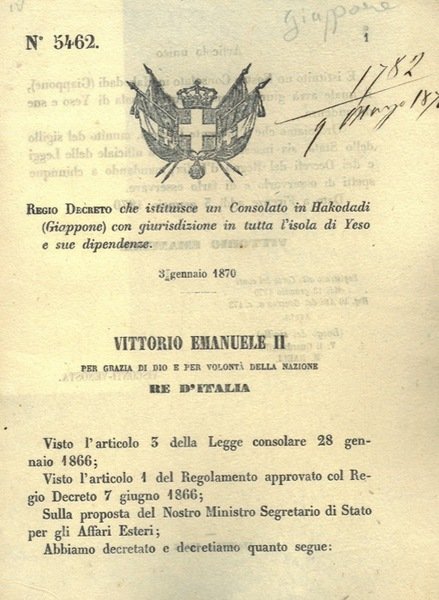 Giappone
N° 5462.
1
1782
9 Marzo 187
REGIO DECRETO che istituisce un Consolato in Hakodadi
(Giappone) con giurisdizione in tutta l'isola di Yeso
e sue dipendenze.
3 gennaio 1870
VITTORIO EMANUELE II
PER GRAZIA DI DIO E PER VOLONTÀ DELLA NAZIONE
RE D'ITALIA
Visto l'articolo 3 della Legge consolare 28 gen-
naio 1866;
Visto l'articolo 1 del Regolamento approvato col Re-
gio Decreto 7 giugno 1866;
Sulla proposta del Nostro Ministro Segretario di Stato
per gli Affari Esteri;
Abbiamo decretato e decretiamo quanto segue: